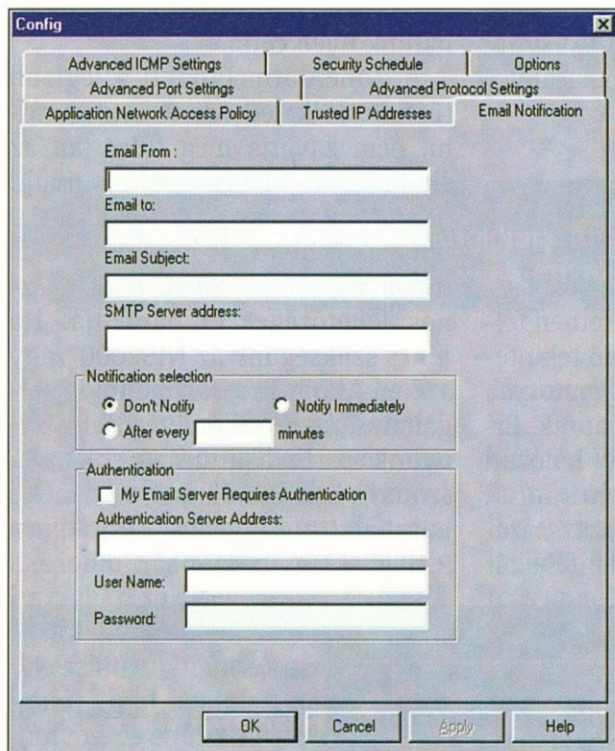 Config
Advanced ICMP Settings
Security Schedule
Options
Advanced Port Settings
Advanced Protocol Settings
Application Network Access Policy
Trusted IP Addresses
Email Notification
Email From :
Email to:
Email Subject:
SMTP Server address:
Notification selection
Don't Notify
Notify Immediately
After every
minutes
Authentication
My Email Server Requires Authentication
Authentication Server Address:
User Name:
Password:
OK
Cancel
Apply
Help